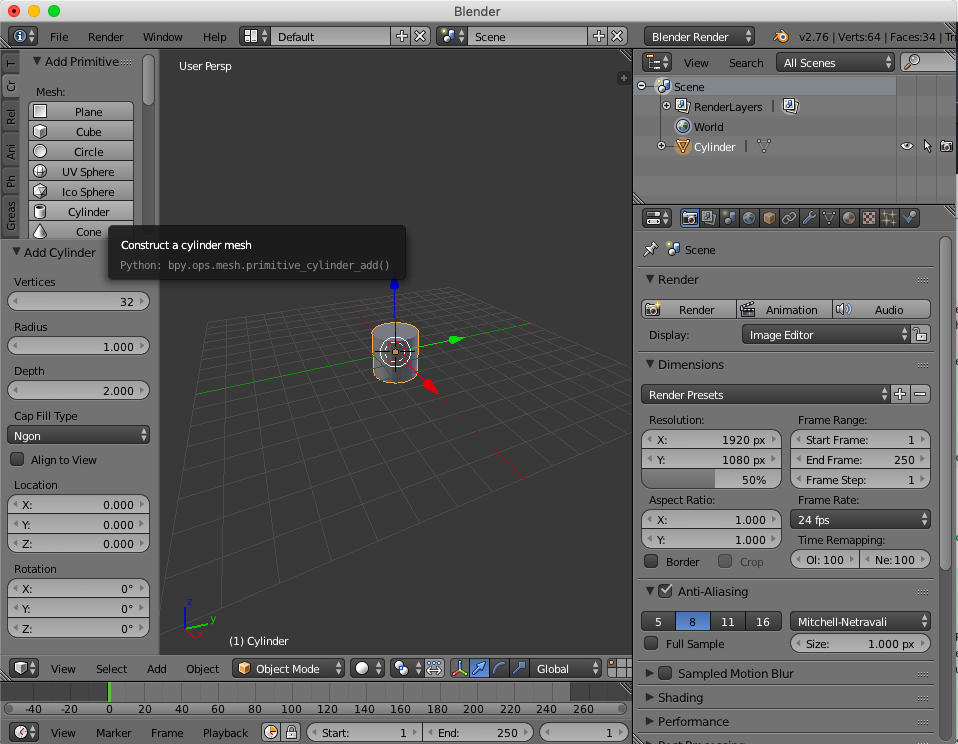 Blender
File Render Window Help Default Scene Blender Render v2.76 | Verts:64 | Faces:34 |
T
Cr
Rel
Ani
Ph
Greas
Add Primitive
Mesh:
Plane
Cube
Circle
UV Sphere
Ico Sphere
Cylinder
Cone
Construct a cylinder mesh
Python: bpy.ops.mesh.primitive_cylinder_add()
Add Cylinder
Vertices
32
Radius
1.000
Depth
2.000
Cap Fill Type
Ngon
Align to View
Location
X: 0.000
Y: 0.000
Z: 0.000
Rotation
X: 0°
Y: 0°
Z: 0°
User Persp
z
y
x
(1) Cylinder
View Select Add Object Object Mode Global
-40 -20 0 20 40 60 80 100 120 140 160 180 200 220 240 260
View Marker Frame Playback Start: 1 End: 250 1
View Search All Scenes
Scene
RenderLayers |
World
Cylinder |
Scene
Render
Render Animation Audio
Display: Image Editor
Dimensions
Render Presets
Resolution: Frame Range:
X: 1920 px Start Frame: 1
Y: 1080 px End Frame: 250
50% Frame Step: 1
Aspect Ratio: Frame Rate:
X: 1.000 24 fps
Y: 1.000 Time Remapping:
Border Crop Ol: 100 Ne: 100
Anti-Aliasing
5 8 11 16 Mitchell-Netravali
Full Sample Size: 1.000 px
Sampled Motion Blur
Shading
Performance